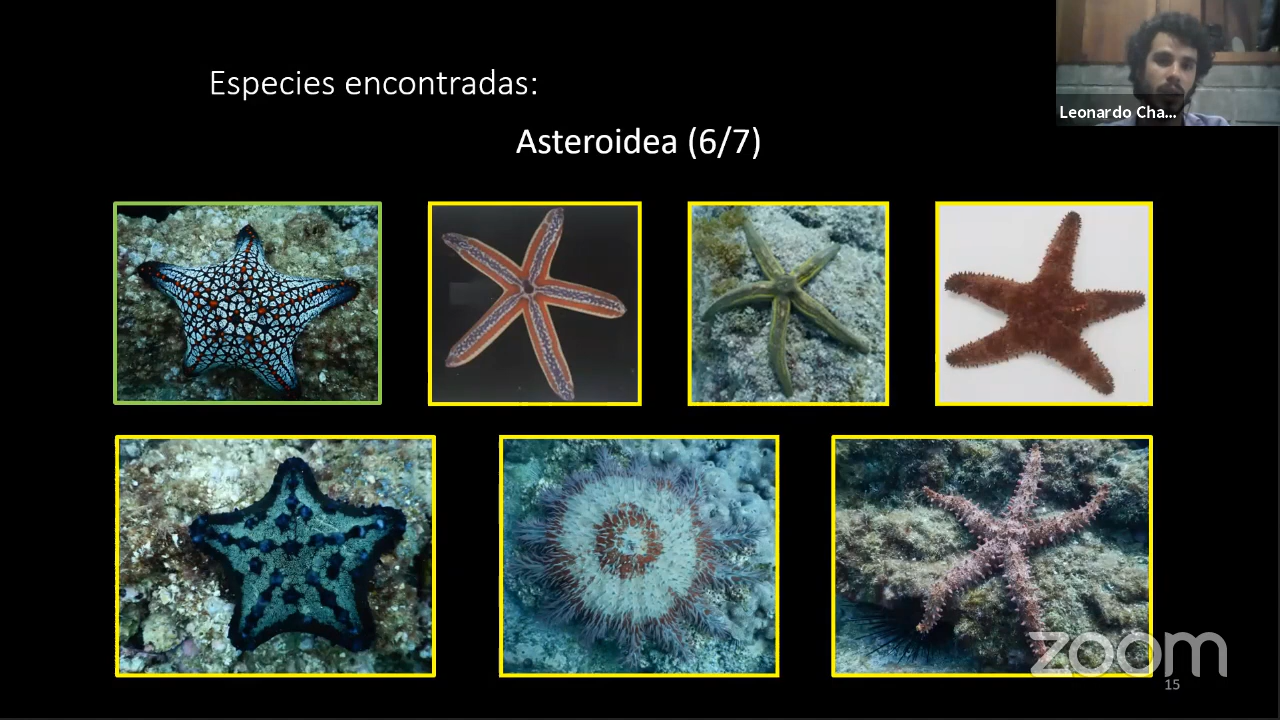 Especies encontradas:
Leonardo Cha...
Asteroidea (6/7)
zoom
15